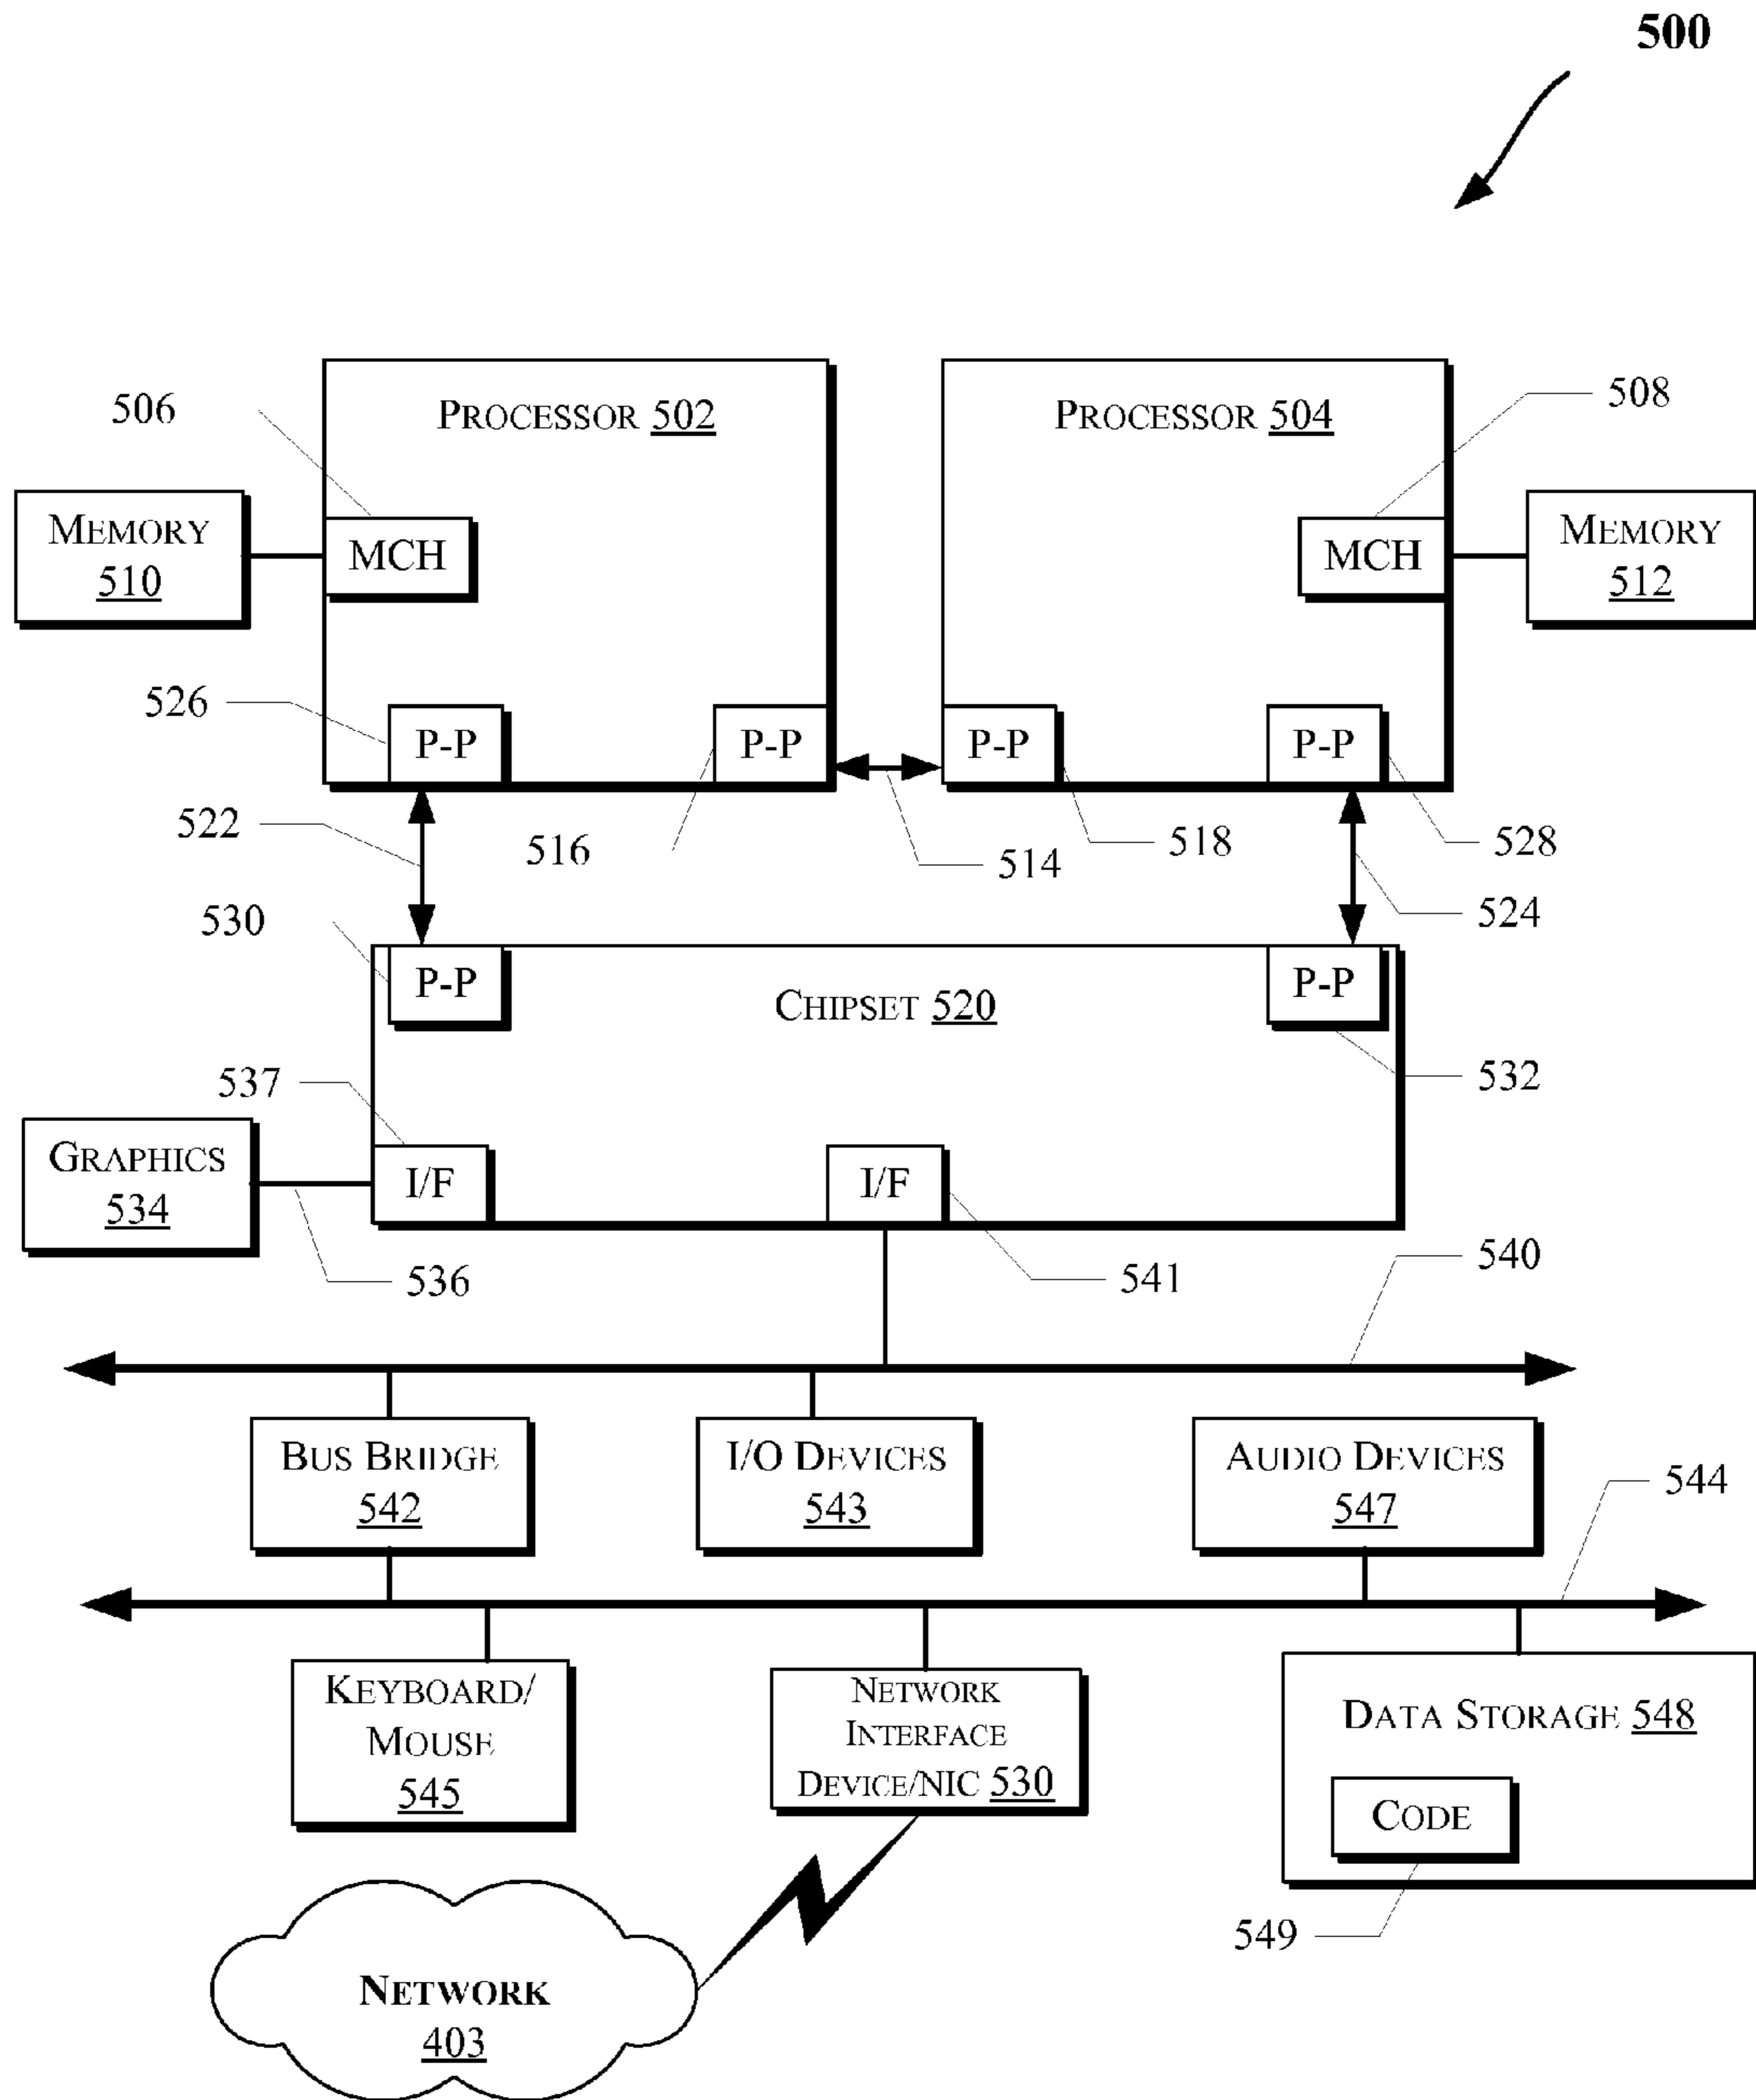 500
PROCESSOR 502
PROCESSOR 504
506
508
MEMORY
510
MCH
MCH
MEMORY
512
526
P-P
P-P
P-P
P-P
522
516
514
518
528
524
530
P-P
CHIPSET 520
P-P
532
537
GRAPHICS
534
I/F
I/F
536
541
540
BUS BRIDGE
542
I/O DEVICES
543
AUDIO DEVICES
547
544
KEYBOARD/
MOUSE
545
NETWORK
INTERFACE
DEVICE/NIC 530
DATA STORAGE 548
CODE
549
NETWORK
403